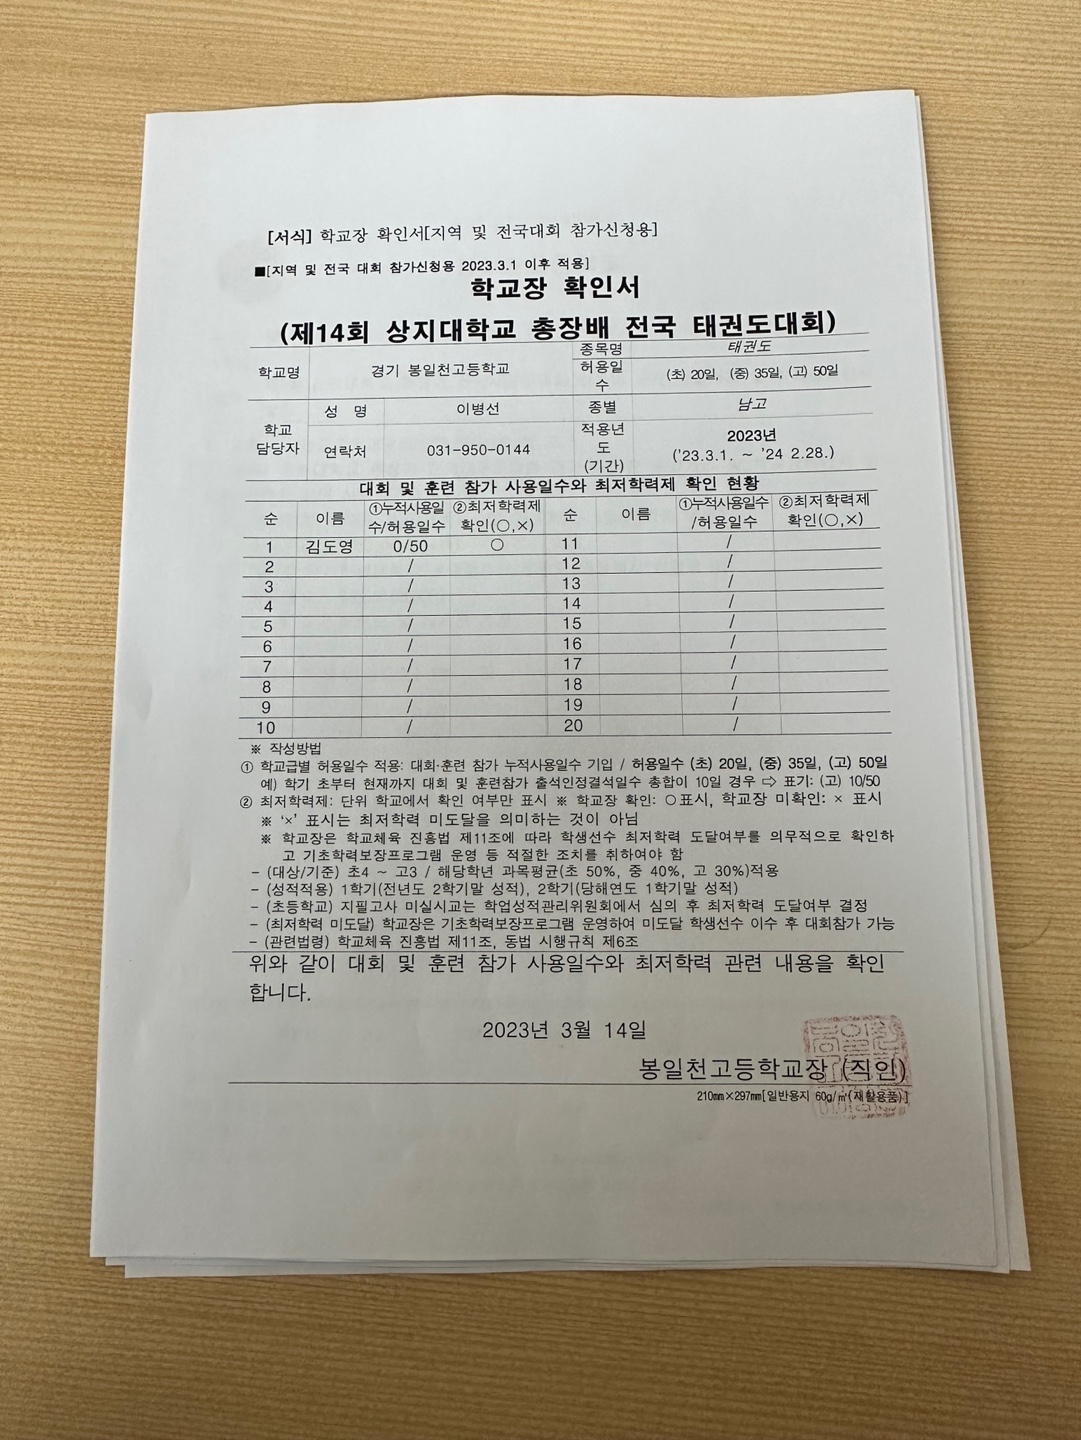 [서식] 학교장 확인서[지역 및 전국대회 참가신청용]
■[지역 및 전국 대회 참가신청용 2023.3.1 이후 적용]
학교장 확인서
(제14회 상지대학교 총장배 전국 태권도대회)
학교명 경기 봉일천고등학교 종목명 태권도
허용일수 (초) 20일, (중) 35일, (고) 50일
학교 담당자 성 명 이병선 종별 남고
연락처 031-950-0144 적용년도 (기간) 2023년 ('23.3.1. ~ '24 2.28.)
대회 및 훈련 참가 사용일수와 최저학력제 확인 현황
순 이름 ①누적사용일수/허용일수 ②최저학력제 확인(○,×) 순 이름 ①누적사용일수/허용일수 ②최저학력제 확인(○,×)
1 김도영 0/50 ○ 11 /
2 / 12 /
3 / 13 /
4 / 14 /
5 / 15 /
6 / 16 /
7 / 17 /
8 / 18 /
9 / 19 /
10 / 20 /
※ 작성방법
① 학교급별 허용일수 적용: 대회·훈련 참가 누적사용일수 기입 / 허용일수 (초) 20일, (중) 35일, (고) 50일
예) 학기 초부터 현재까지 대회 및 훈련참가 출석인정결석일수 총합이 10일 경우 ⇨ 표기: (고) 10/50
② 최저학력제: 단위 학교에서 확인 여부만 표시 ※ 학교장 확인: ○표시, 학교장 미확인: × 표시
※ '×' 표시는 최저학력 미도달을 의미하는 것이 아님
※ 학교장은 학교체육 진흥법 제11조에 따라 학생선수 최저학력 도달여부를 의무적으로 확인하
고 기초학력보장프로그램 운영 등 적절한 조치를 취하여야 함
- (대상/기준) 초4 ~ 고3 / 해당학년 과목평균(초 50%, 중 40%, 고 30%)적용
- (성적적용) 1학기(전년도 2학기말 성적), 2학기(당해연도 1학기말 성적)
- (초등학교) 지필고사 미실시교는 학업성적관리위원회에서 심의 후 최저학력 도달여부 결정
- (최저학력 미도달) 학교장은 기초학력보장프로그램 운영하여 미도달 학생선수 이수 후 대회참가 가능
- (관련법령) 학교체육 진흥법 제11조, 동법 시행규칙 제6조
위와 같이 대회 및 훈련 참가 사용일수와 최저학력 관련 내용을 확인
합니다.
2023년 3월 14일
봉일천고등학교장 (직인)
210㎜×297㎜[일반용지 60g/㎡(재활용품)]